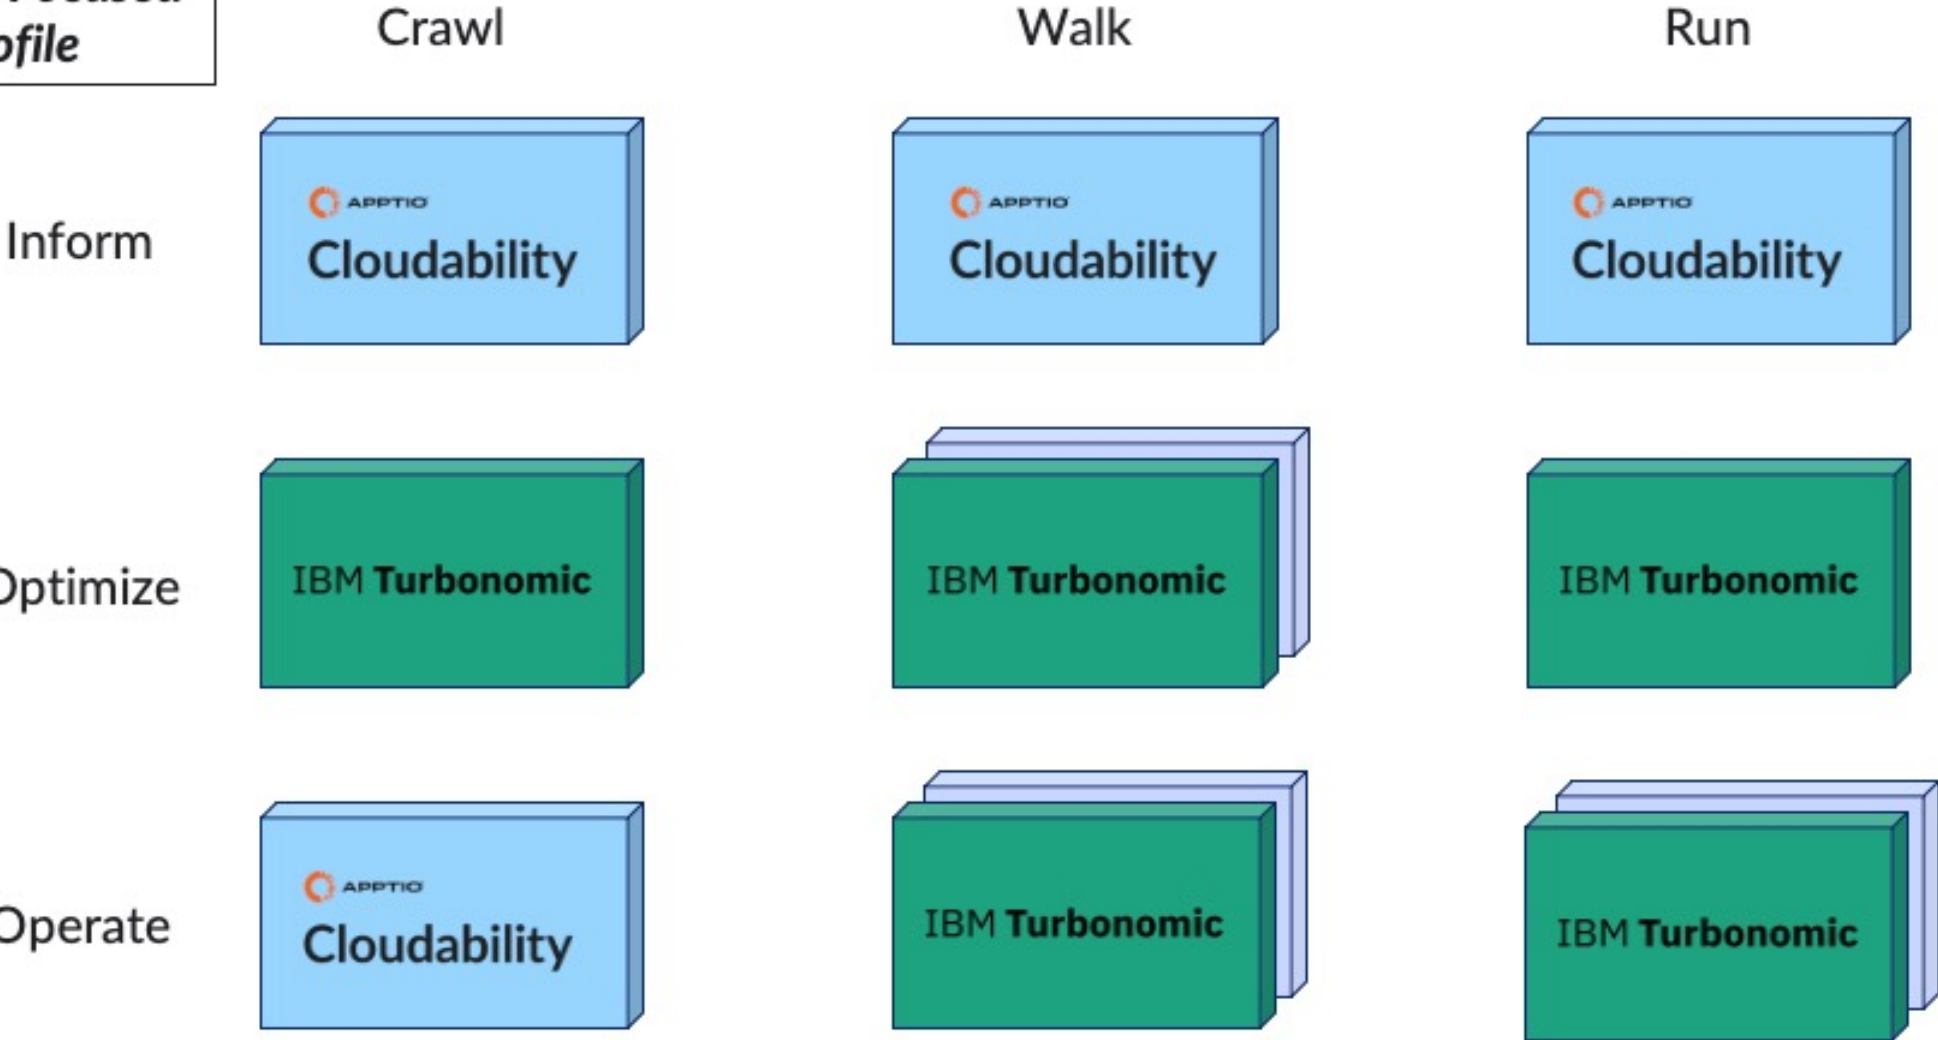 ofile
Crawl
Walk
Run
Inform
APPTIO
Cloudability
APPTIO
Cloudability
APPTIO
Cloudability
Optimize
IBM Turbonomic
IBM Turbonomic
IBM Turbonomic
Operate
APPTIO
Cloudability
IBM Turbonomic
IBM Turbonomic